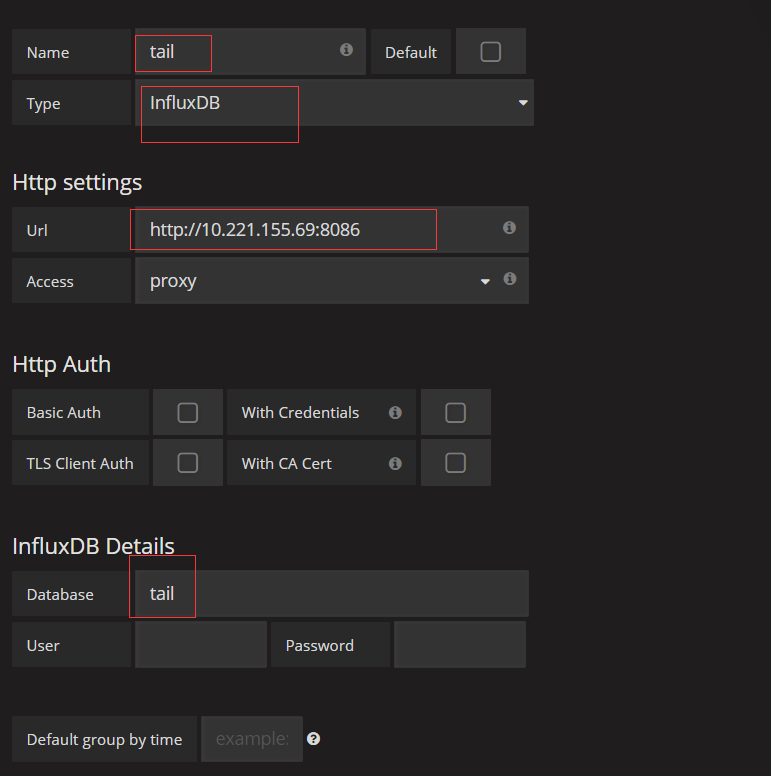 Name tail Default
Type InfluxDB
Http settings
Url http://10.221.155.69:8086
Access proxy
Http Auth
Basic Auth With Credentials
TLS Client Auth With CA Cert
InfluxDB Details
Database tail
User Password
Default group by time example: